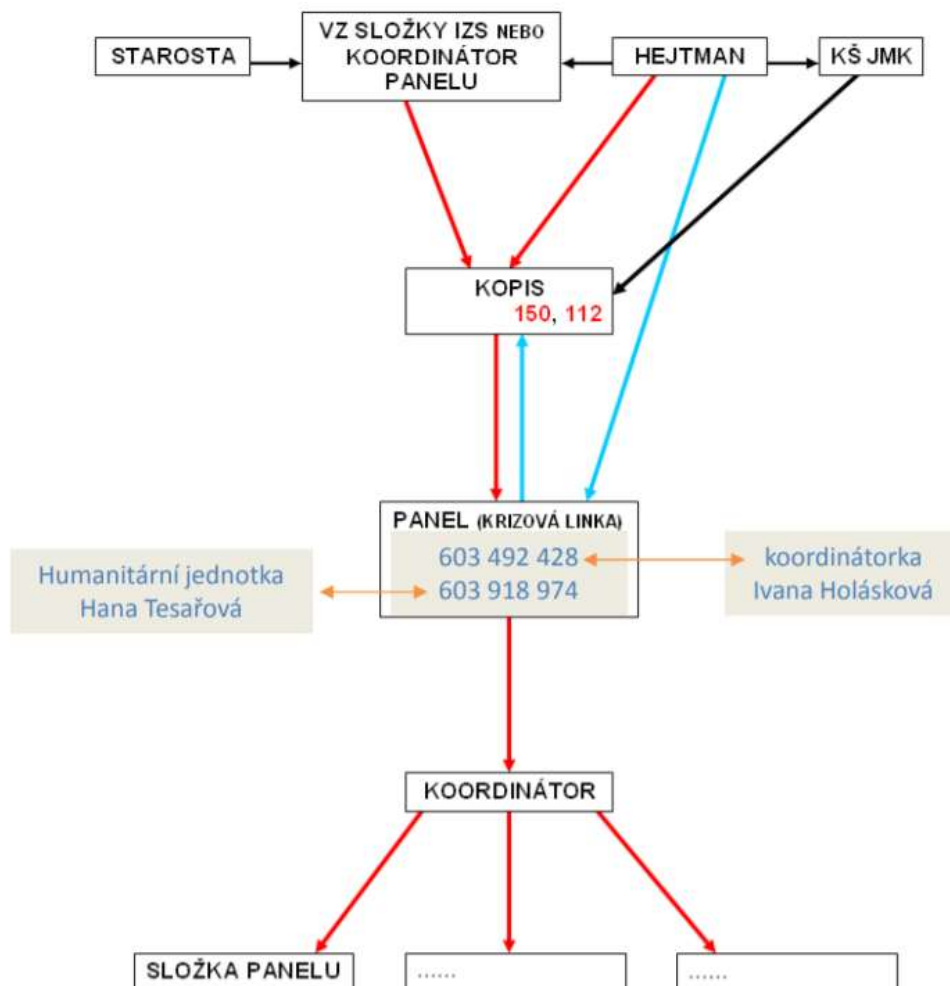 STAROSTA
VZ SLOŽKY IZS NEBO
KOORDINÁTOR
PANELU
HEJTMAN
KŠ JMK
KOPIS
150, 112
PANEL (KRIZOVÁ LINKA)
603 492 428
603 918 974
Humanitární jednotka
Hana Tesařová
koordinátorka
Ivana Holásková
KOORDINÁTOR
SLOŽKA PANELU
......
......